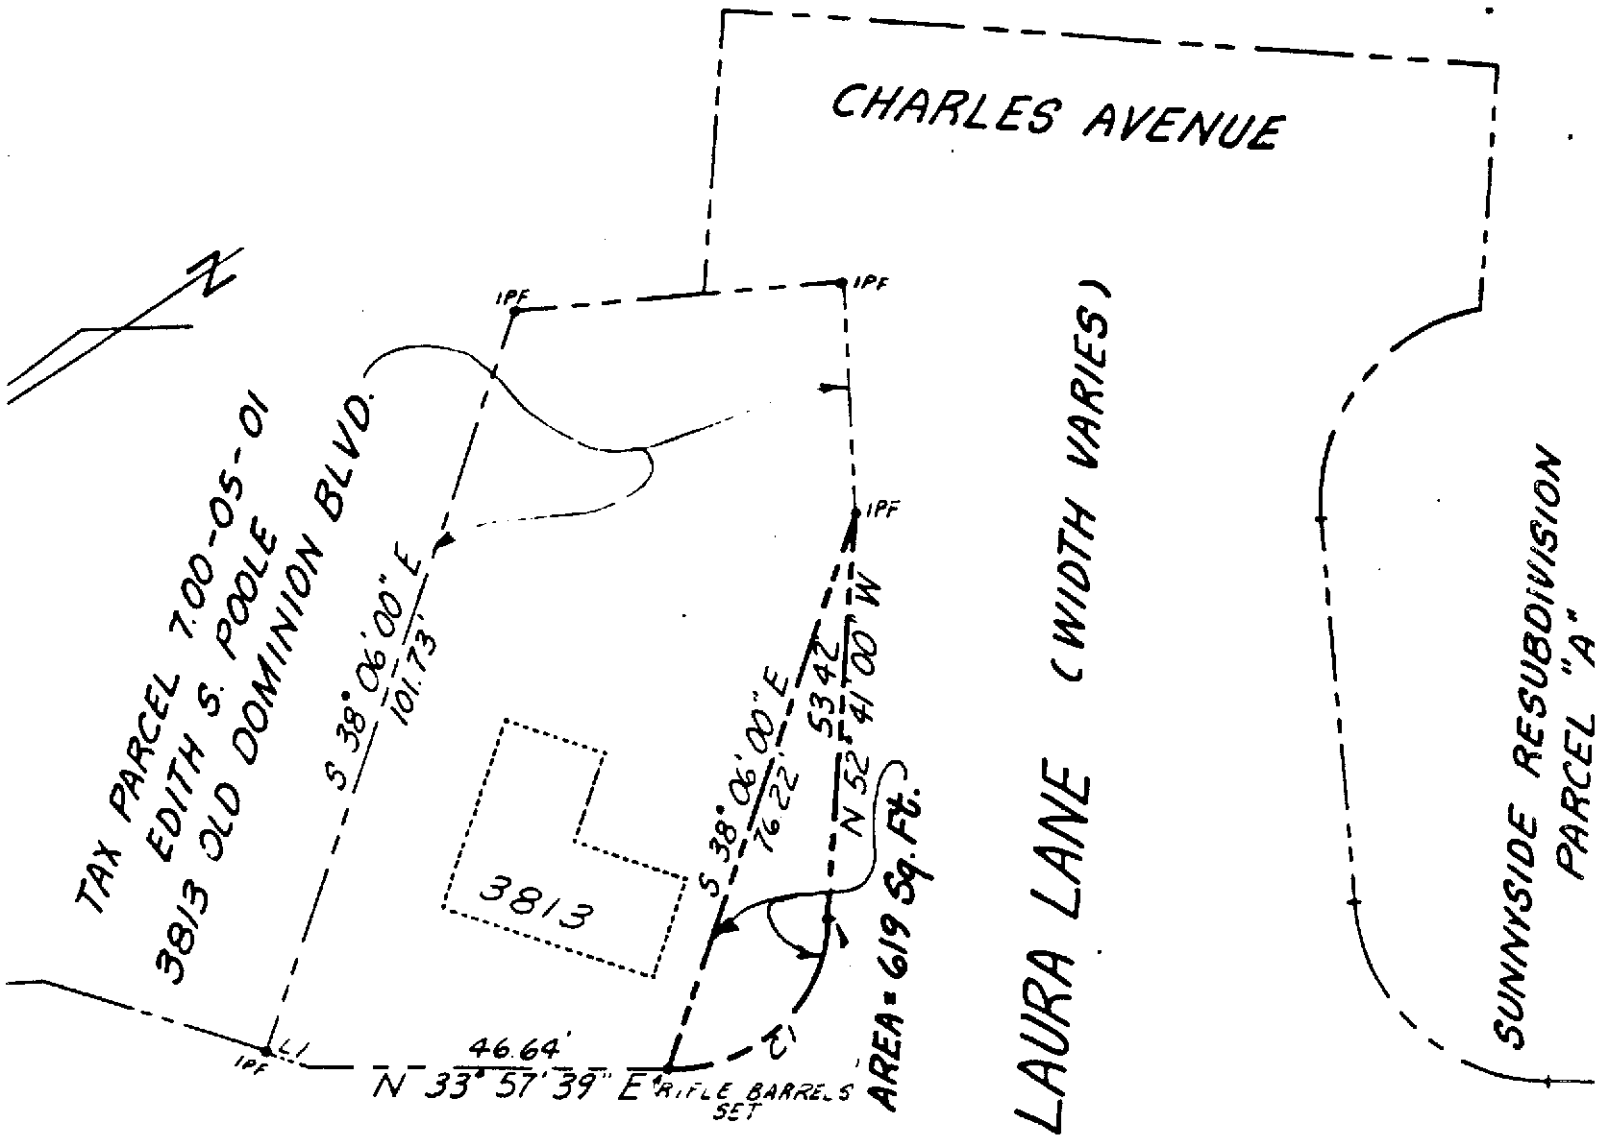 CHARLES AVENUE
N
IPF
IPF
IPF
TAX PARCEL 7.00-05-01
EDITH S. POOLE
3813 OLD DOMINION BLVD.
S 38° 06' 00" E
101.73'
S 38° 06' 00" E
76.22'
53 42
N 52° 41' 00" W
3813
AREA = 619 Sq. Ft.
LAURA LANE (WIDTH VARIES)
SUNNYSIDE RESUBDIVISION
PARCEL "A"
IPF
L1
46.64'
N 33° 57' 39" E
RIFLE BARRELS
SET
C1